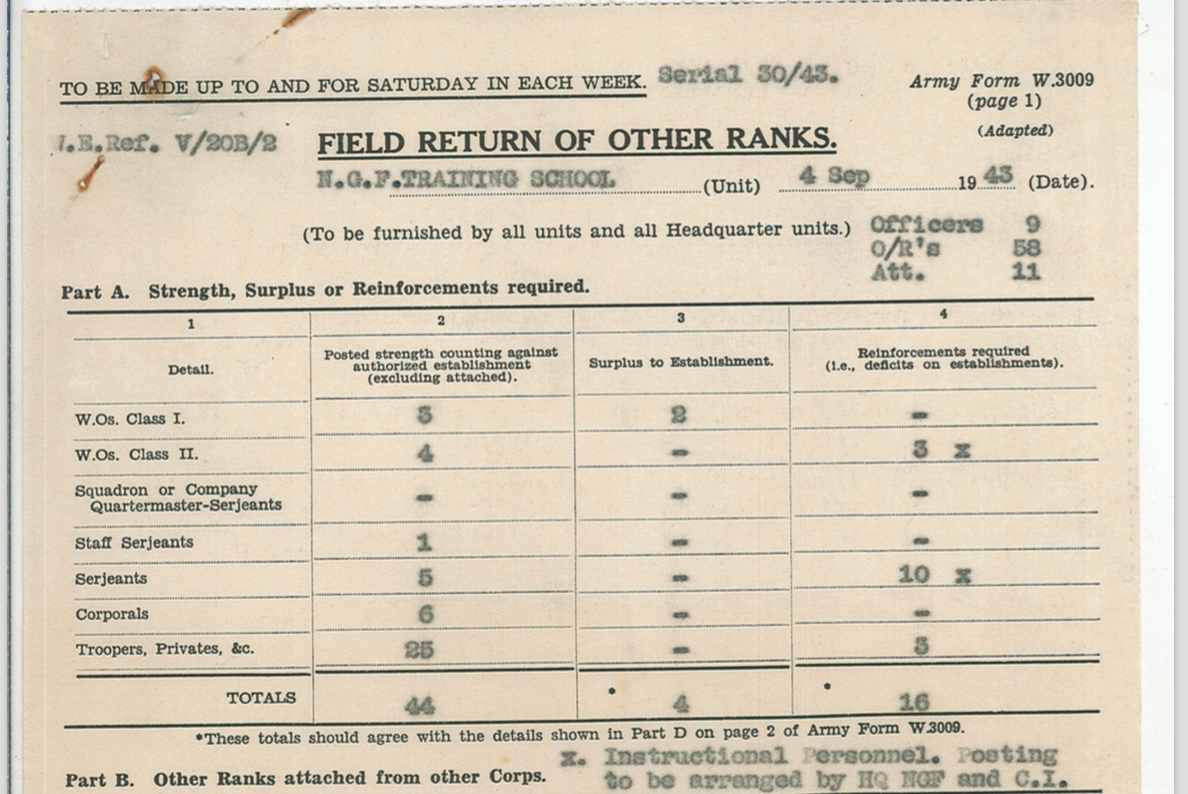 TO BE MADE UP TO AND FOR SATURDAY IN EACH WEEK. Serial 30/43. Army Form W.3009
(page 1)
(Adapted)
.E.Ref. V/20B/2 FIELD RETURN OF OTHER RANKS.
N.G.F.TRAINING SCHOOL (Unit) 4 Sep 1943 (Date).
(To be furnished by all units and all Headquarter units.) Officers 9
O/R's 58
Att. 11
Part A. Strength, Surplus or Reinforcements required.
1 2 3 4
Detail. Posted strength counting against authorized establishment (excluding attached). Surplus to Establishment. Reinforcements required (i.e., deficits on establishments).
W.Os. Class I. 3 2 -
W.Os. Class II. 4 - 3 x
Squadron or Company
Quartermaster-Serjeants - - -
Staff Serjeants 1 - -
Serjeants 5 - 10 x
Corporals 6 - -
Troopers, Privates, &c. 25 - 3
TOTALS 44 * 4 * 16
*These totals should agree with the details shown in Part D on page 2 of Army Form W.3009.
x. Instructional Personnel. Posting
Part B. Other Ranks attached from other Corps. to be arranged by HQ NGF and C.I.